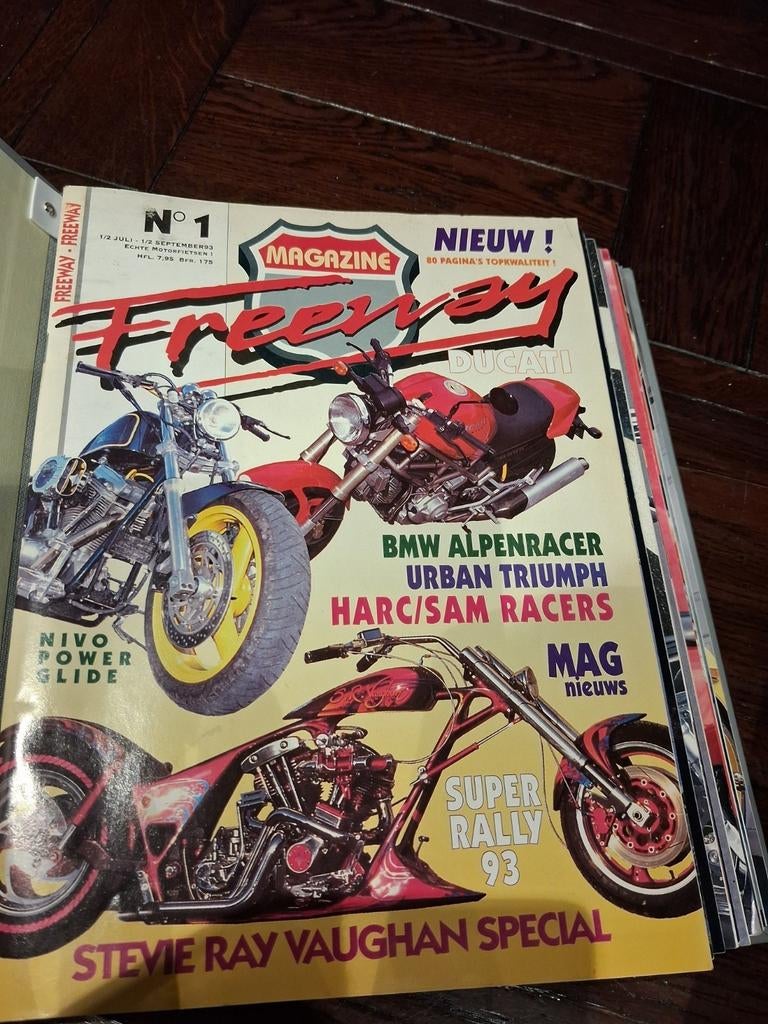 FREEWAY - FREEWAY
N° 1
1/2 JULI - 1/2 SEPTEMBER93
ECHTE MOTORFIETSEN !
HFL. 7,95 BFR. 175
MAGAZINE
Freeway
NIEUW !
80 PAGINA'S TOPKWALITEIT !
DUCATI
BMW ALPENRACER
URBAN TRIUMPH
HARC/SAM RACERS
NIVO
POWER
GLIDE
MAG
nieuws
SUPER
RALLY
93
STEVIE RAY VAUGHAN SPECIAL